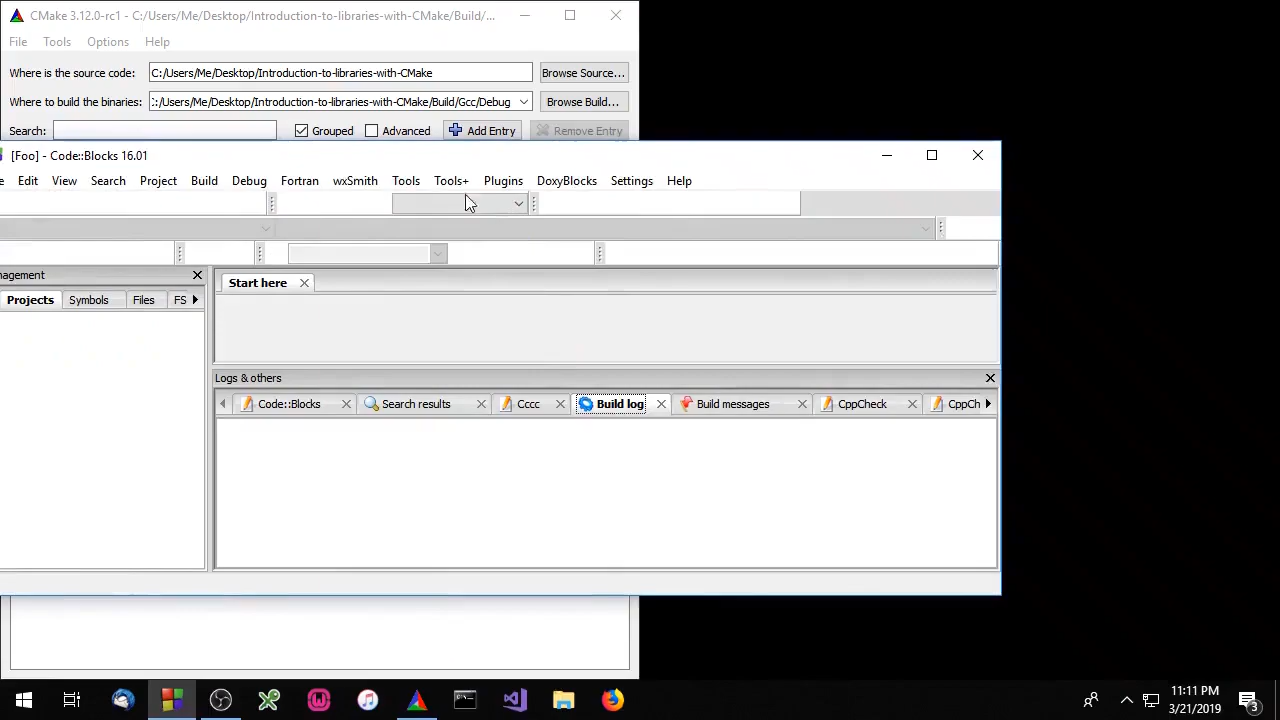 CMake 3.12.0-rc1 - C:/Users/Me/Desktop/Introduction-to-libraries-with-CMake/Build/...
File Tools Options Help
Where is the source code: C:/Users/Me/Desktop/Introduction-to-libraries-with-CMake Browse Source...
Where to build the binaries: :/Users/Me/Desktop/Introduction-to-libraries-with-CMake/Build/Gcc/Debug Browse Build...
Search: Grouped Advanced Add Entry Remove Entry
[Foo] - Code::Blocks 16.01
e Edit View Search Project Build Debug Fortran wxSmith Tools Tools+ Plugins DoxyBlocks Settings Help
nagement
Start here
Projects Symbols Files FS
Logs & others
Code::Blocks Search results Cccc Build log Build messages CppCheck CppCh
11:11 PM
3/21/2019
3